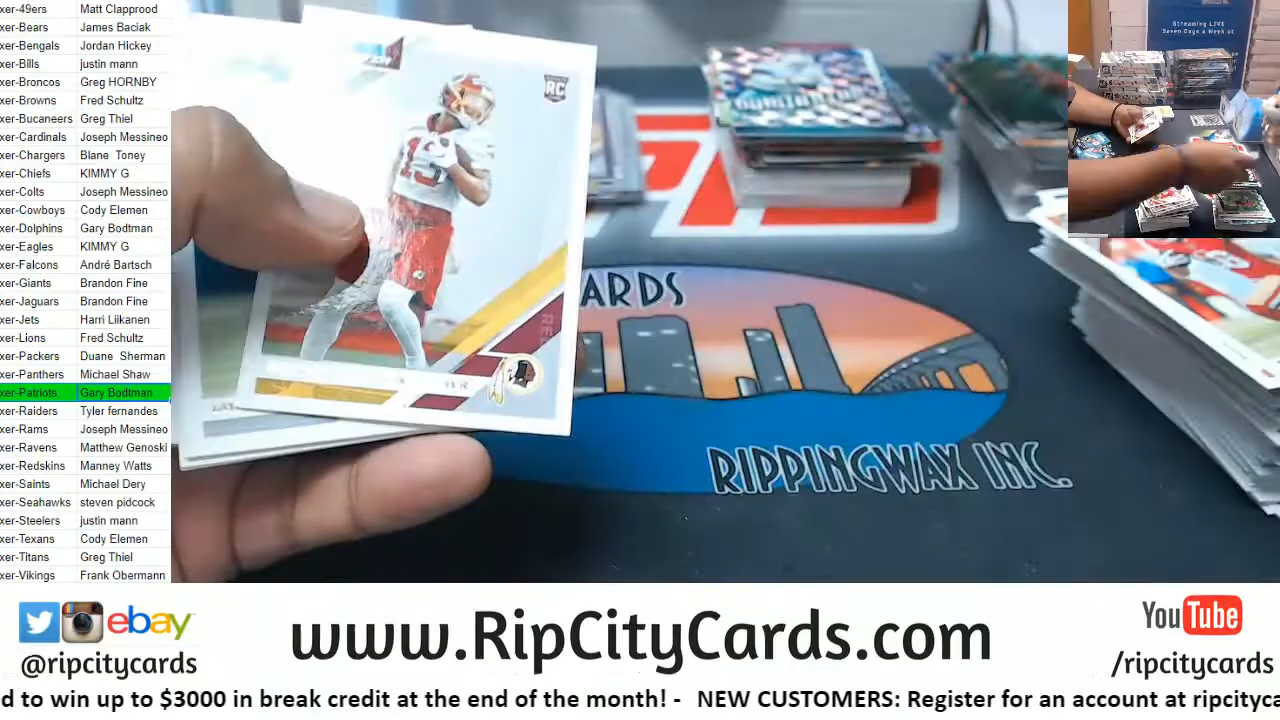 xer-49ers Matt Clapprood
xer-Bears James Baciak
xer-Bengals Jordan Hickey
xer-Bills justin mann
xer-Broncos Greg HORNBY
xer-Browns Fred Schultz
xer-Bucaneers Greg Thiel
xer-Cardinals Joseph Messineo
xer-Chargers Blane Toney
xer-Chiefs KIMMY G
xer-Colts Joseph Messineo
xer-Cowboys Cody Elemen
xer-Dolphins Gary Bodtman
xer-Eagles KIMMY G
xer-Falcons André Bartsch
xer-Giants Brandon Fine
xer-Jaguars Brandon Fine
xer-Jets Harri Liikanen
xer-Lions Fred Schultz
xer-Packers Duane Sherman
xer-Panthers Michael Shaw
xer-Patriots Gary Bodtman
xer-Raiders Tyler fernandes
xer-Rams Joseph Messineo
xer-Ravens Matthew Genoski
xer-Redskins Manney Watts
xer-Saints Michael Dery
xer-Seahawks steven pidcock
xer-Steelers justin mann
xer-Texans Cody Elemen
xer-Titans Greg Thiel
xer-Vikings Frank Obermann
RC
15
ARDS
RIPPINGWAX INC.
Streaming LIVE
Seven Days a Week at
ebay
@ripcitycards
www.RipCityCards.com
YouTube
/ripcitycards
d to win up to $3000 in break credit at the end of the month! - NEW CUSTOMERS: Register for an account at ripcityca